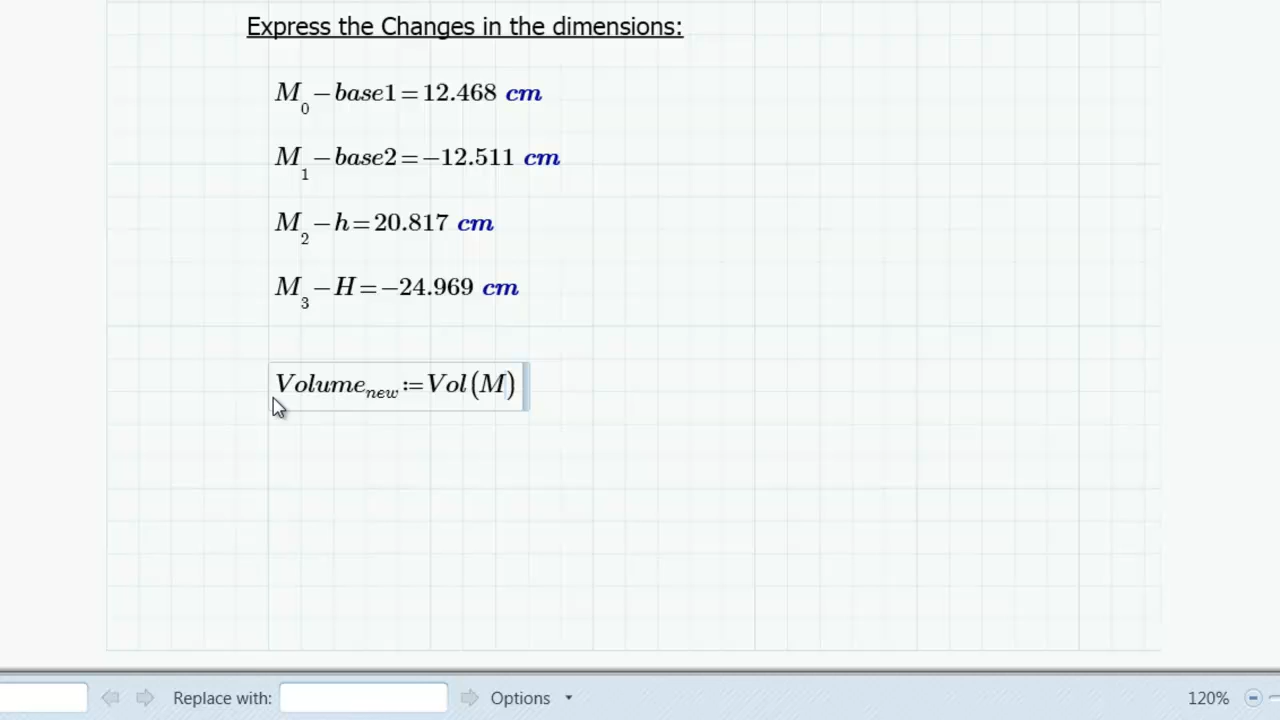 Express the Changes in the dimensions:
M₀ − base1 = 12.468 cm
M₁ − base2 = −12.511 cm
M₂ − h = 20.817 cm
M₃ − H = −24.969 cm
Volume_new := Vol(M)
Replace with: Options 120%